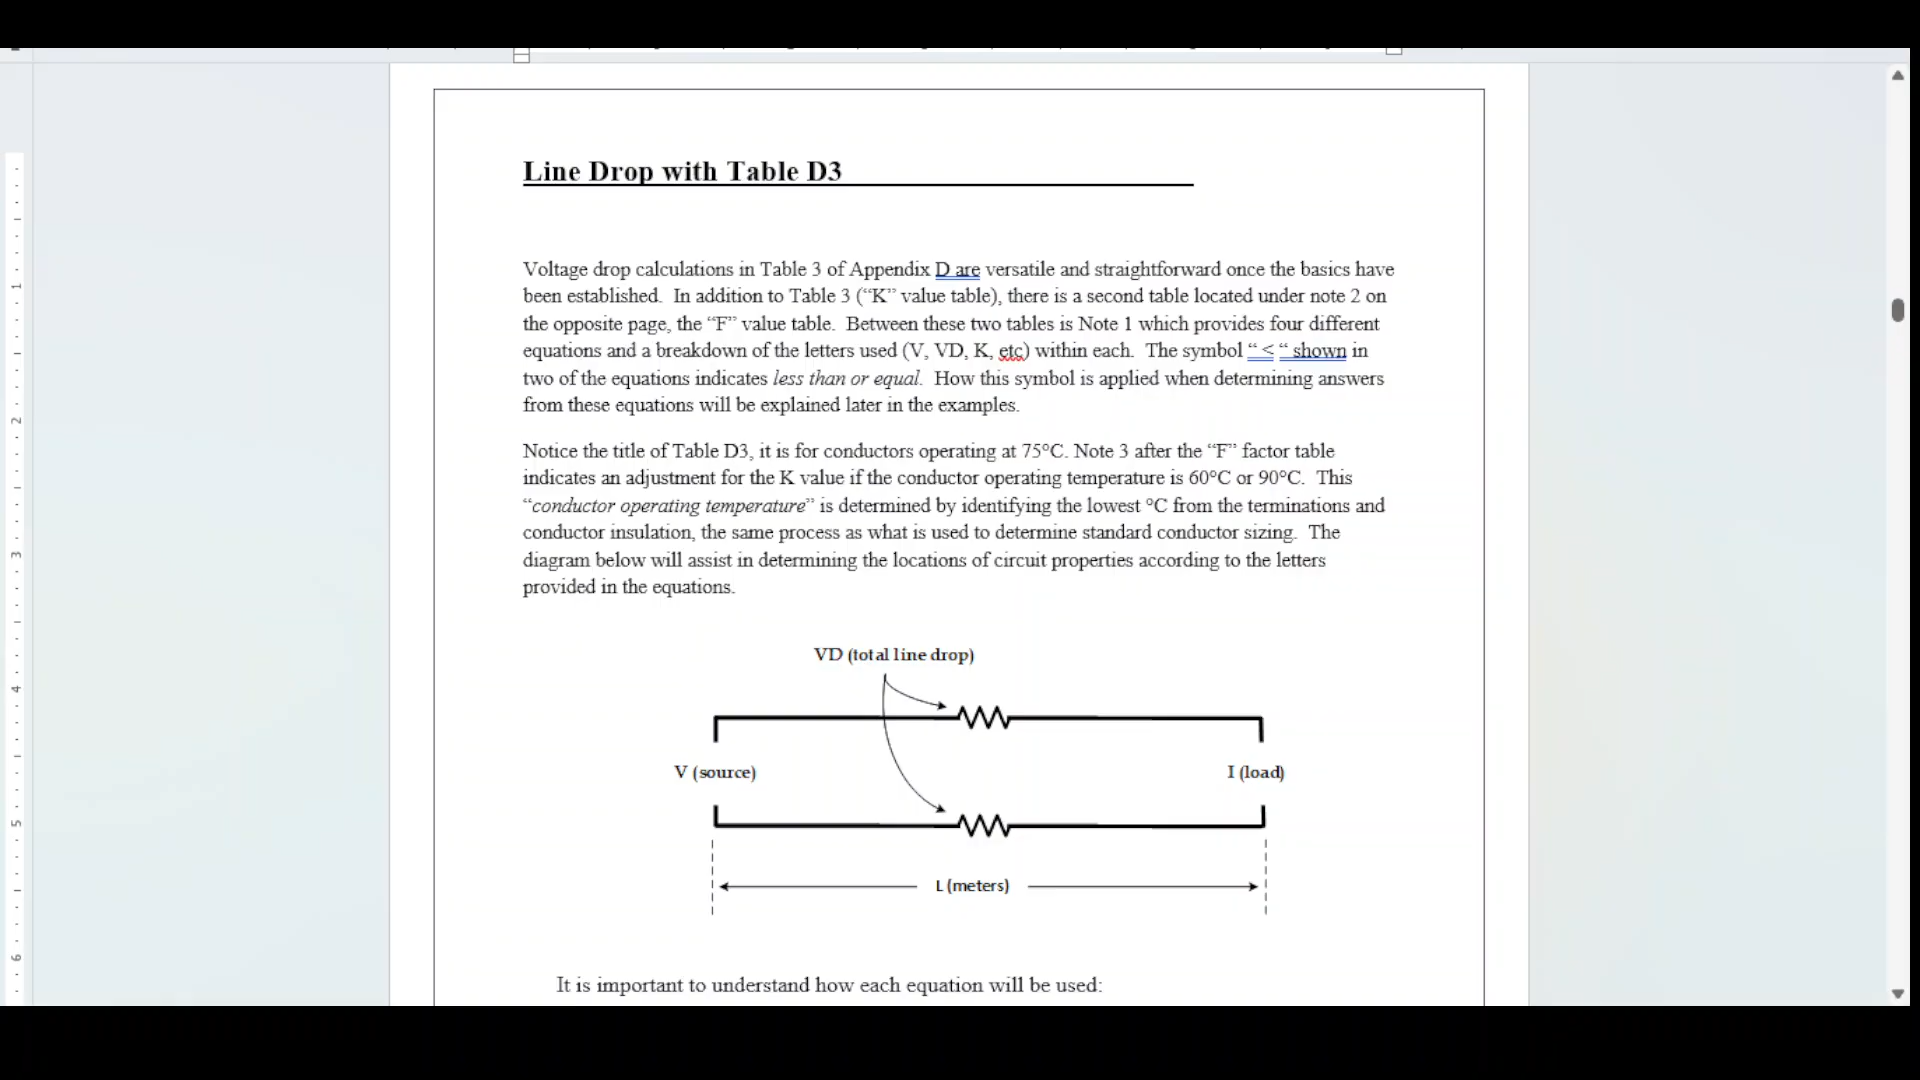 Line Drop with Table D3
Voltage drop calculations in Table 3 of Appendix D are versatile and straightforward once the basics have
been established.  In addition to Table 3 (“K” value table), there is a second table located under note 2 on
the opposite page, the “F” value table.  Between these two tables is Note 1 which provides four different
equations and a breakdown of the letters used (V, VD, K, etc) within each.  The symbol “ < “ shown in
two of the equations indicates less than or equal.  How this symbol is applied when determining answers
from these equations will be explained later in the examples.
Notice the title of Table D3, it is for conductors operating at 75°C. Note 3 after the “F” factor table
indicates an adjustment for the K value if the conductor operating temperature is 60°C or 90°C.  This
“conductor operating temperature” is determined by identifying the lowest °C from the terminations and
conductor insulation, the same process as what is used to determine standard conductor sizing.  The
diagram below will assist in determining the locations of circuit properties according to the letters
provided in the equations.
VD (total line drop)
V (source)
I (load)
L (meters)
It is important to understand how each equation will be used:
1
2
3
4
5
6